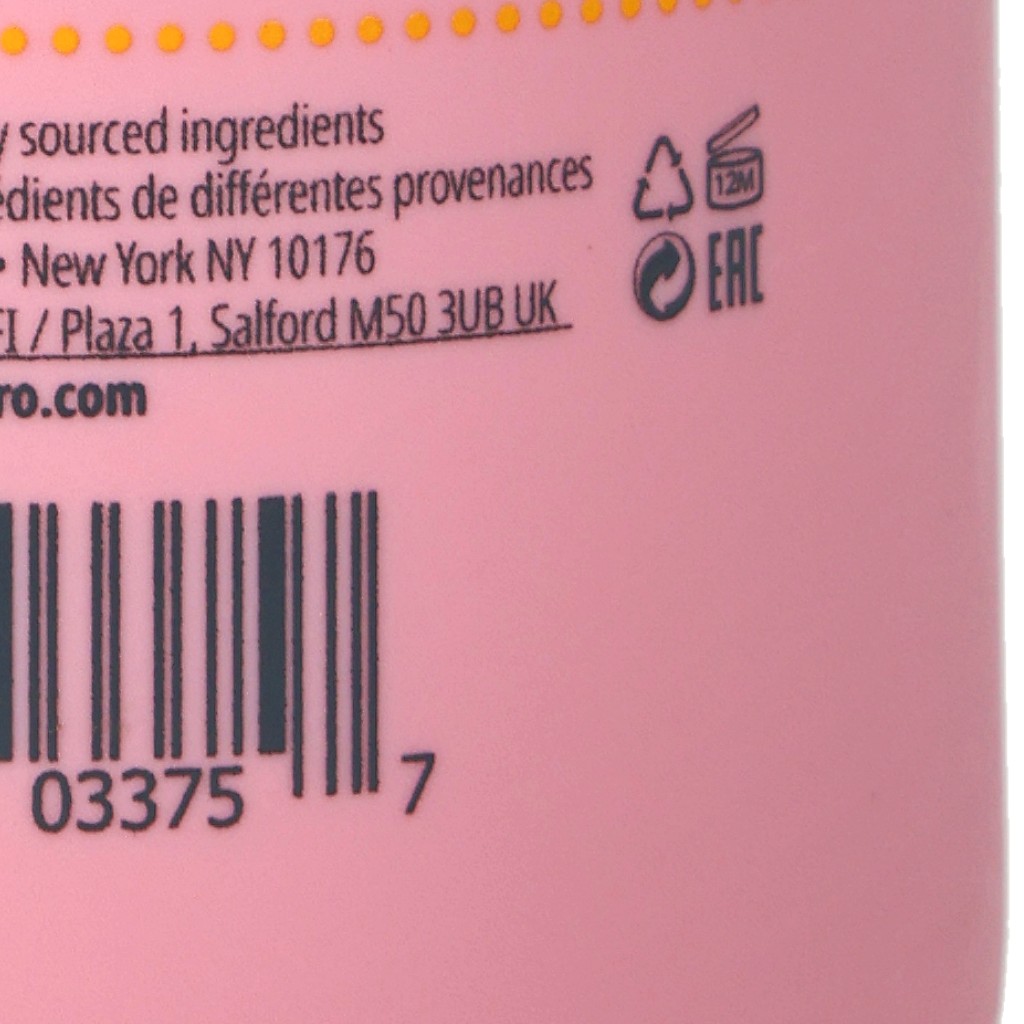 y sourced ingredients
édients de différentes provenances
• New York NY 10176
FI / Plaza 1, Salford M50 3UB UK
ro.com
12M
EAC
03375 7